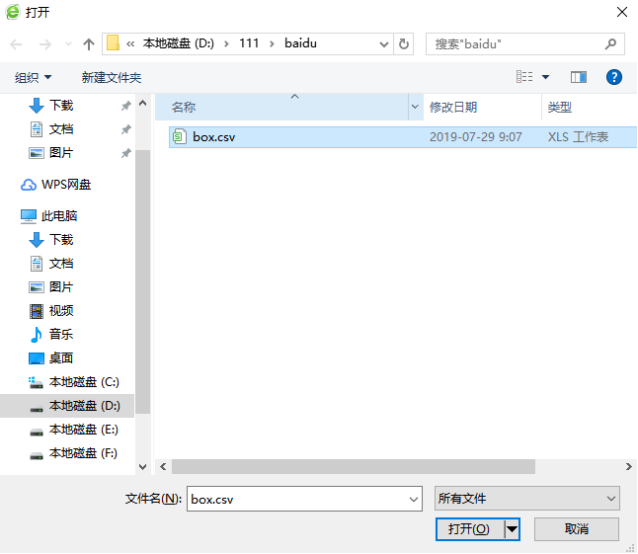 打开
« 本地磁盘 (D:) › 111 › baidu
搜索"baidu"
组织 新建文件夹
名称 修改日期 类型
box.csv 2019-07-29 9:07 XLS 工作表
下载
文档
图片
WPS网盘
此电脑
下载
文档
图片
视频
音乐
桌面
本地磁盘 (C:)
本地磁盘 (D:)
本地磁盘 (E:)
本地磁盘 (F:)
文件名(N): box.csv 所有文件
打开(O) 取消